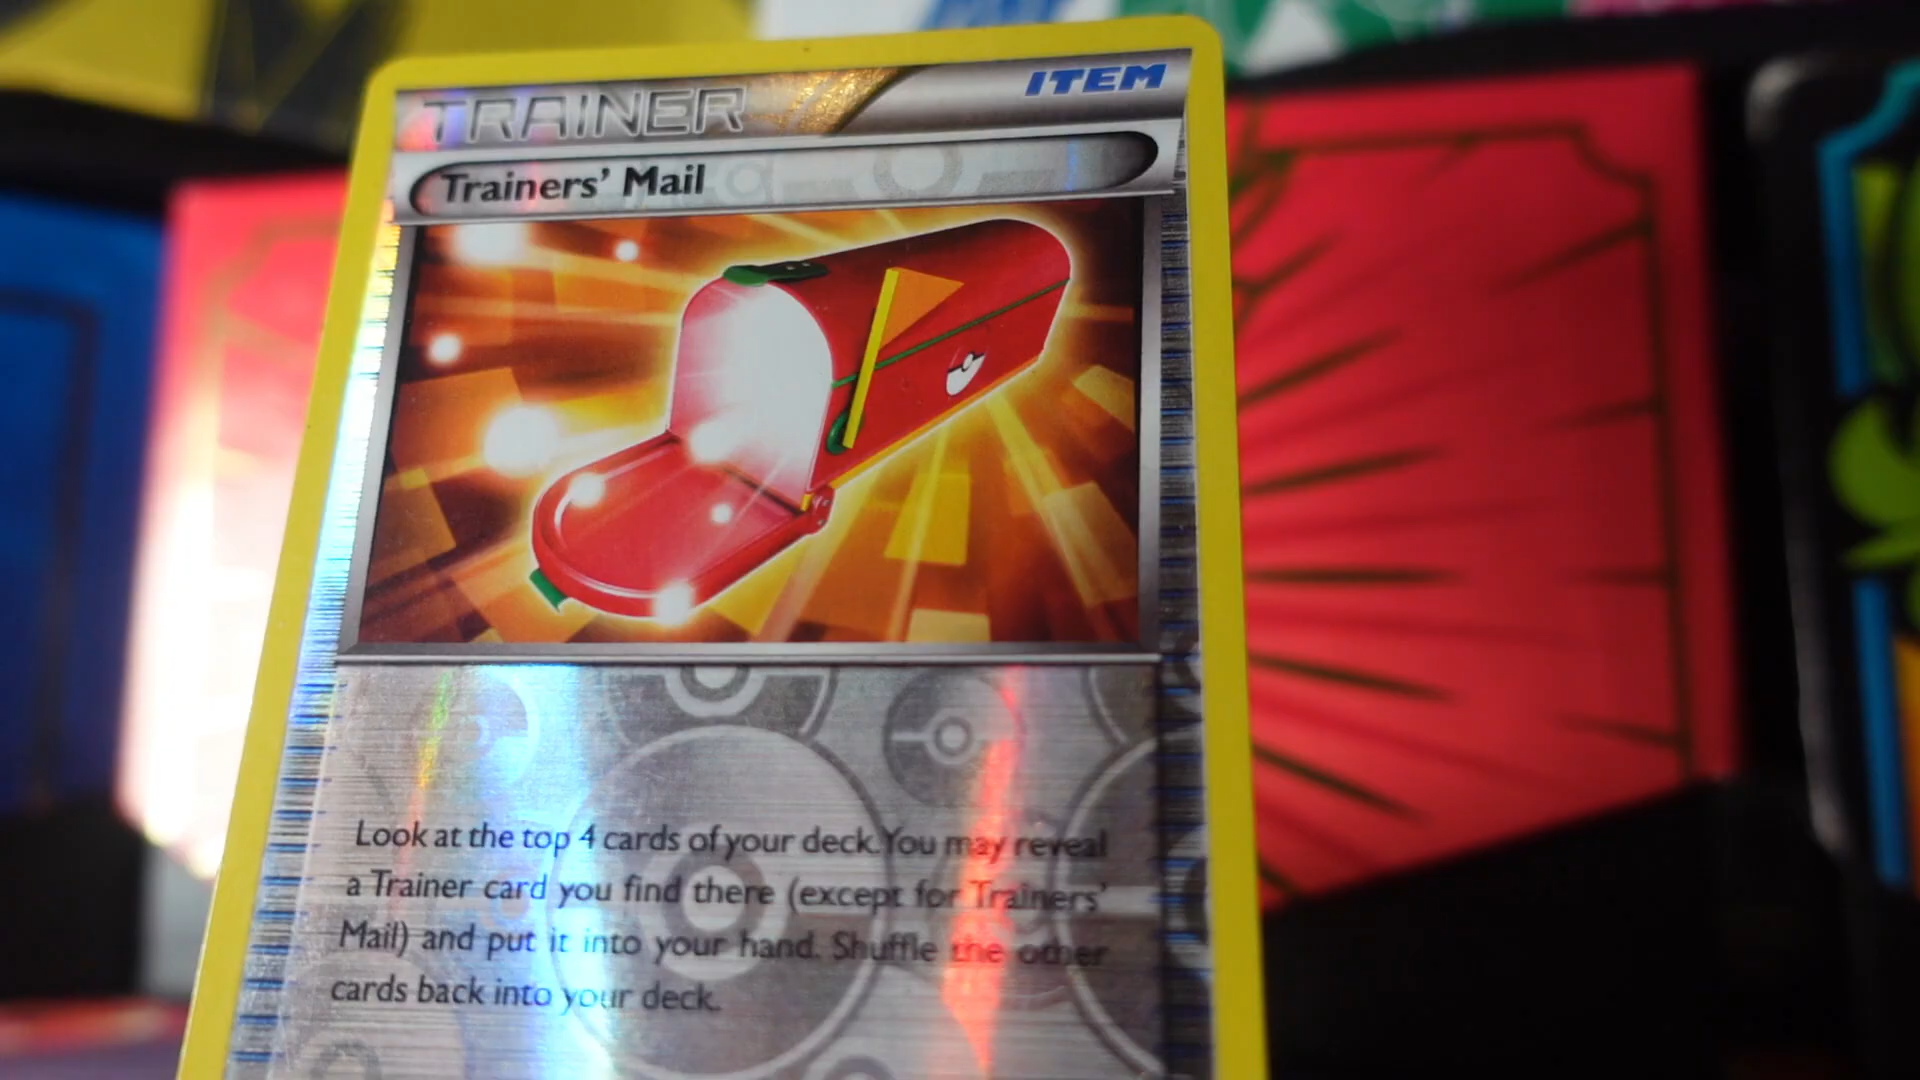 TRAINER
ITEM
Trainers' Mail
Look at the top 4 cards of your deck. You may reveal
a Trainer card you find there (except for Trainers'
Mail) and put it into your hand. Shuffle the other
cards back into your deck.